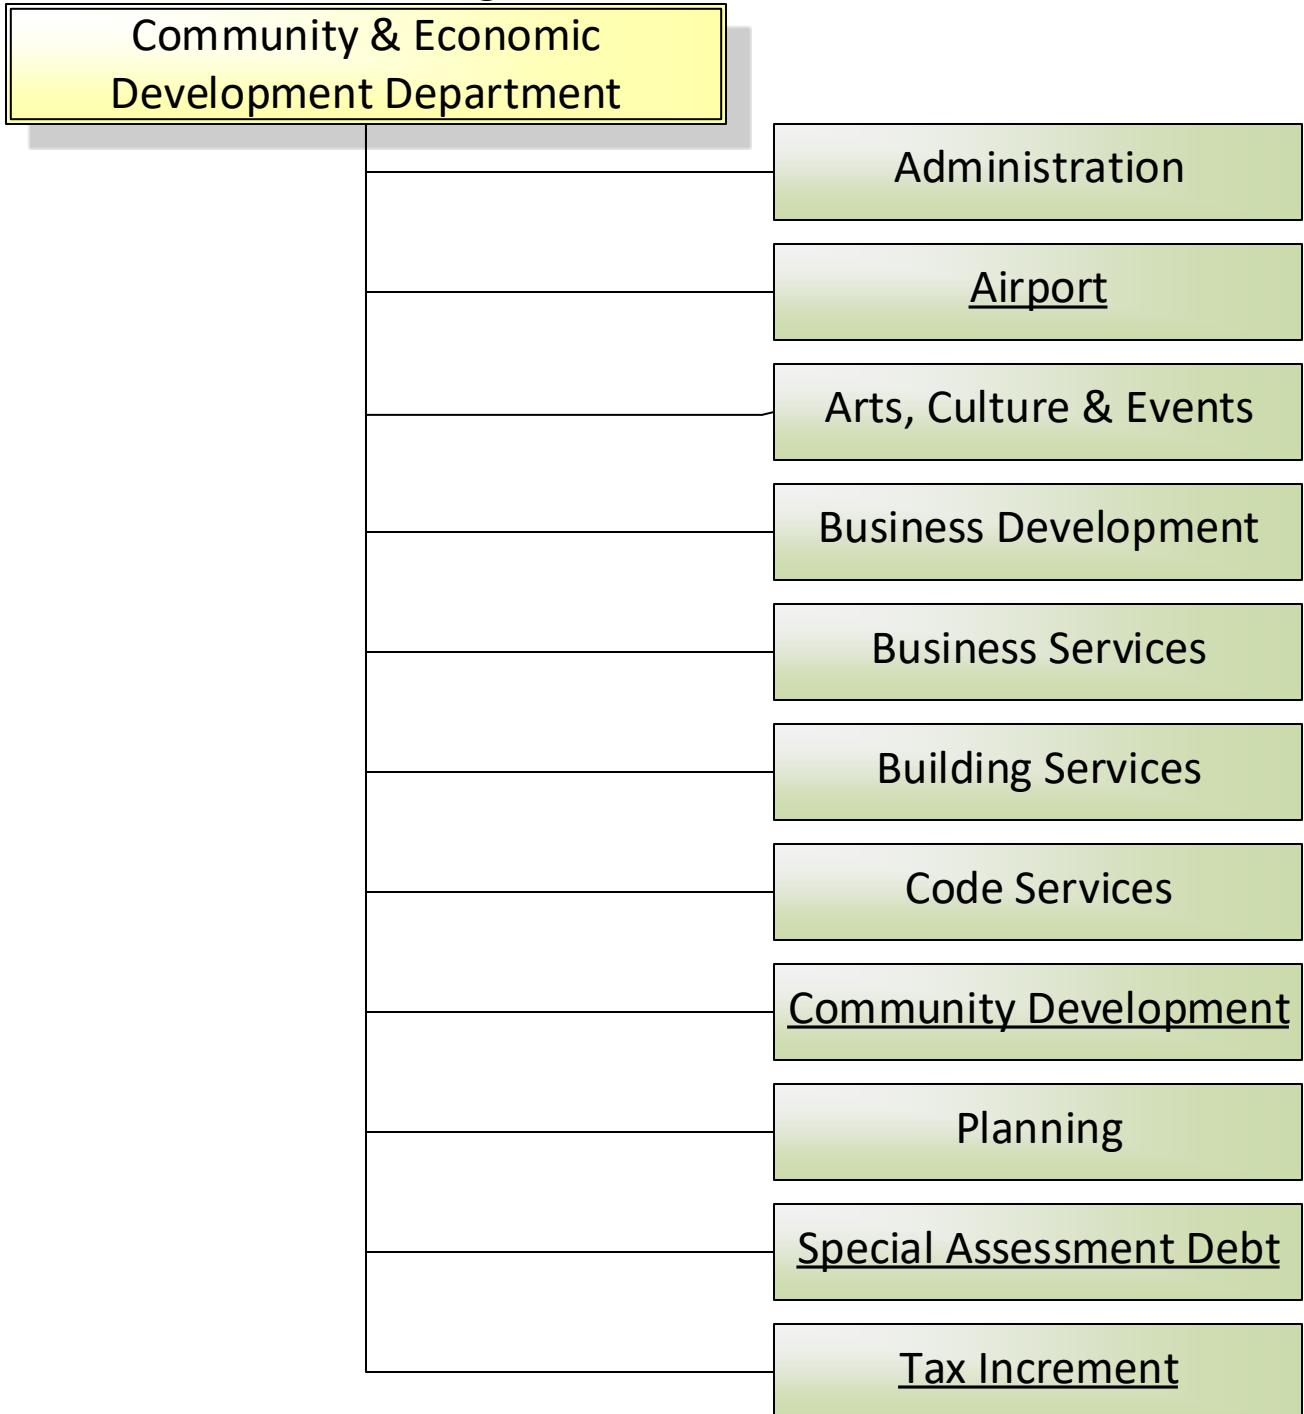 Community & Economic
Development Department
Administration
Airport
Arts, Culture & Events
Business Development
Business Services
Building Services
Code Services
Community Development
Planning
Special Assessment Debt
Tax Increment